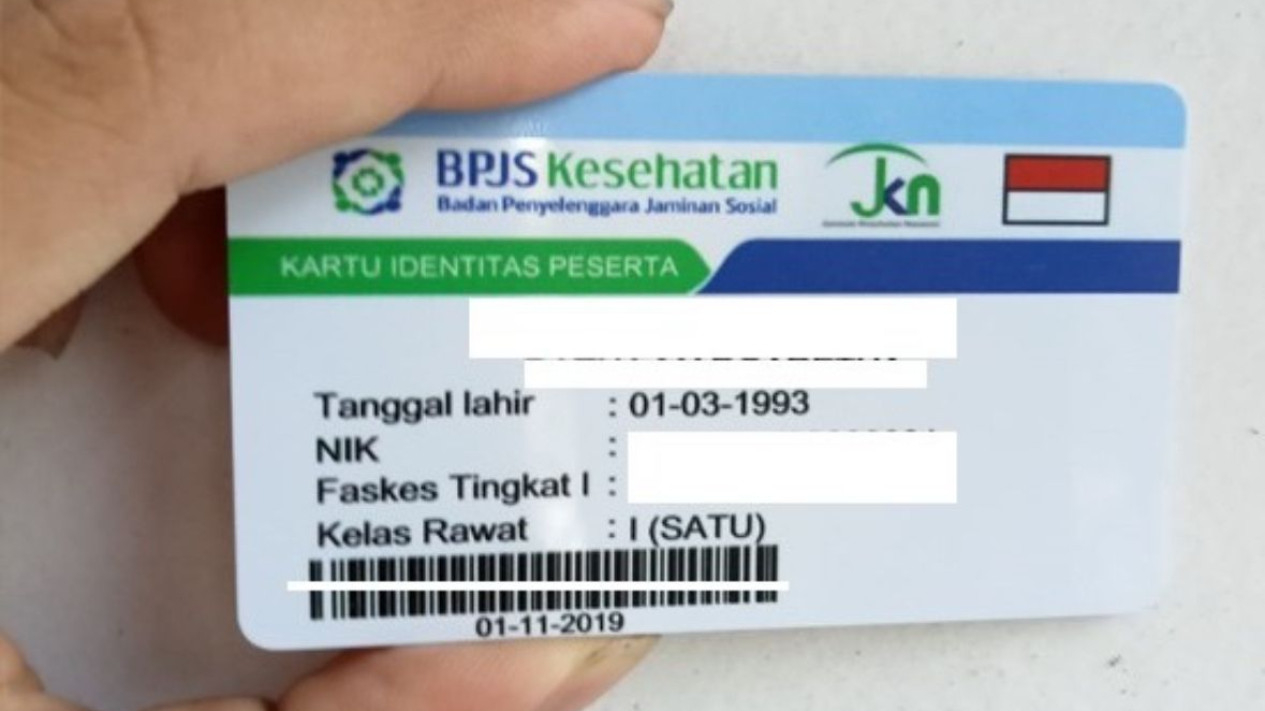 BPJS Kesehatan
Badan Penyelenggara Jaminan Sosial
jkn
KARTU IDENTITAS PESERTA
Tanggal lahir : 01-03-1993
NIK :
Faskes Tingkat I :
Kelas Rawat : I (SATU)
01-11-2019